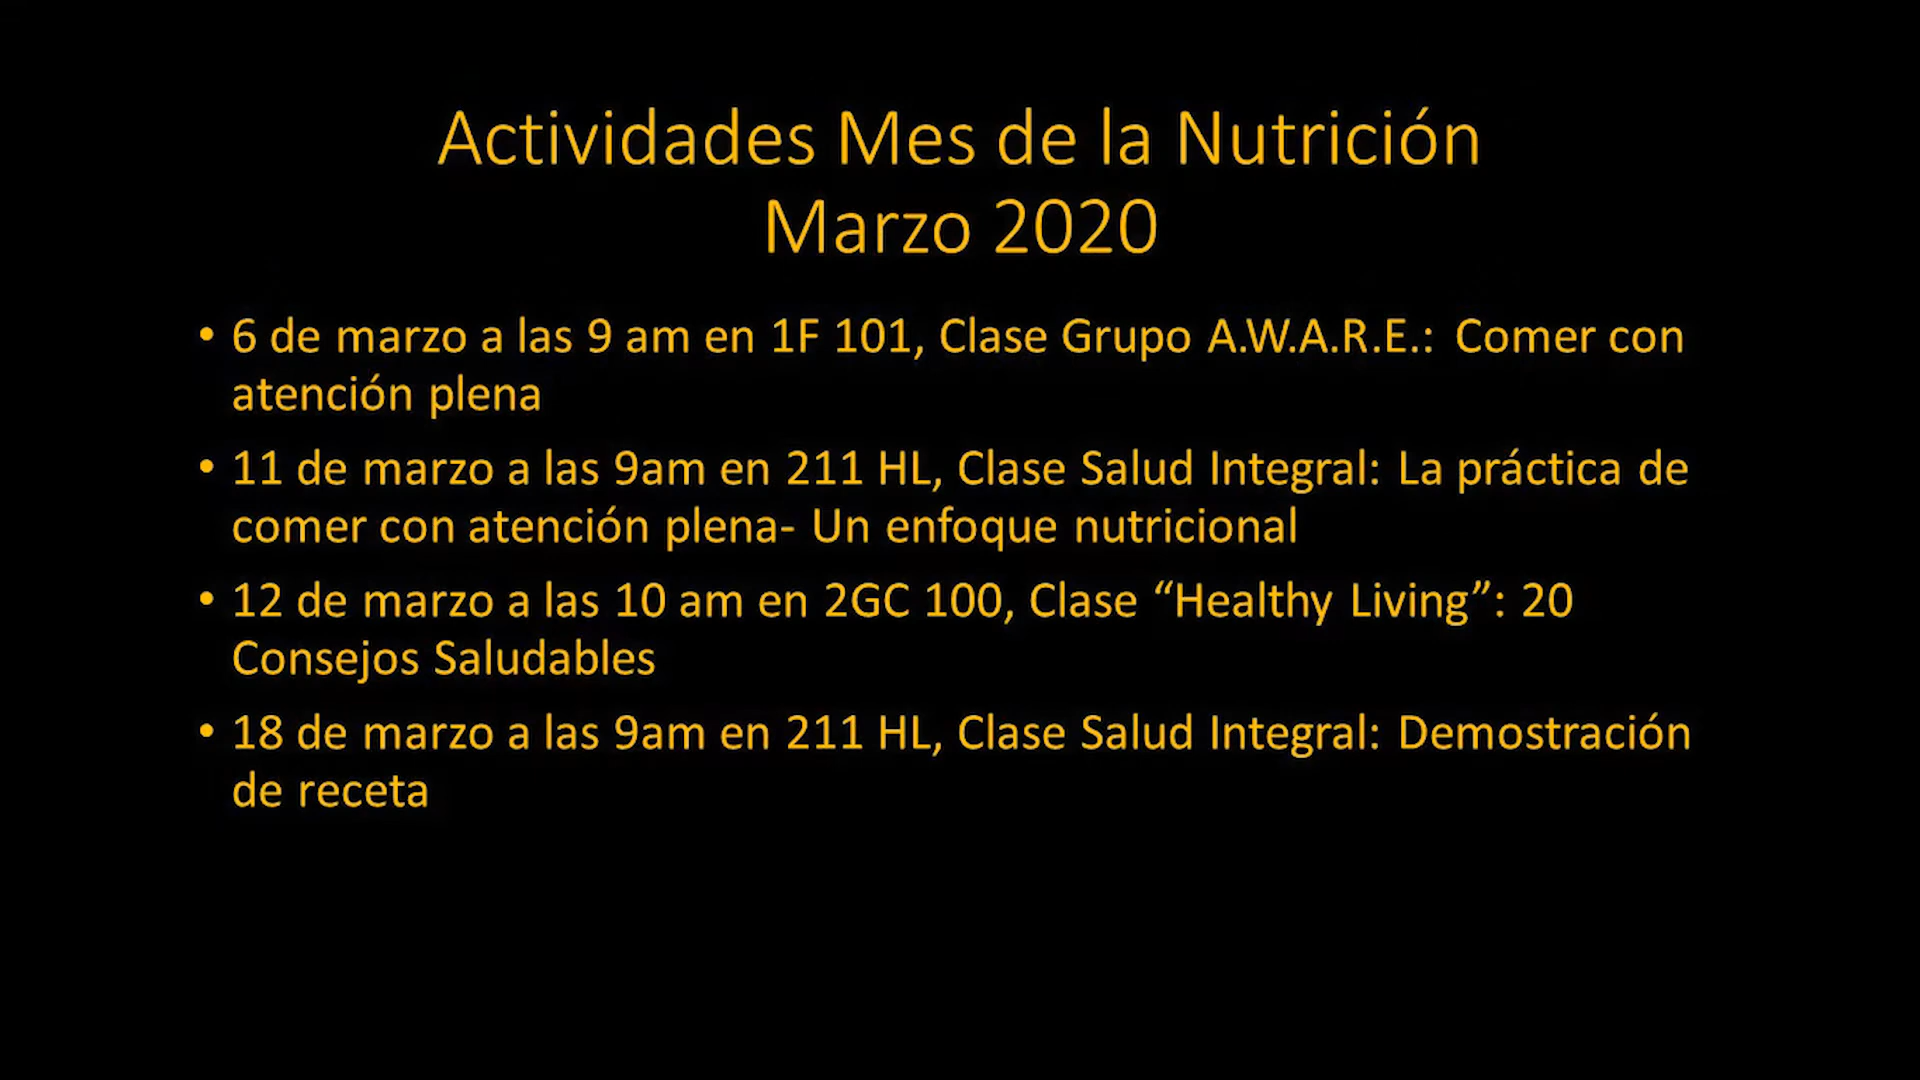 Actividades Mes de la Nutrición
Marzo 2020
• 6 de marzo a las 9 am en 1F 101, Clase Grupo A.W.A.R.E.: Comer con
atención plena
• 11 de marzo a las 9am en 211 HL, Clase Salud Integral: La práctica de
comer con atención plena- Un enfoque nutricional
• 12 de marzo a las 10 am en 2GC 100, Clase “Healthy Living”: 20
Consejos Saludables
• 18 de marzo a las 9am en 211 HL, Clase Salud Integral: Demostración
de receta